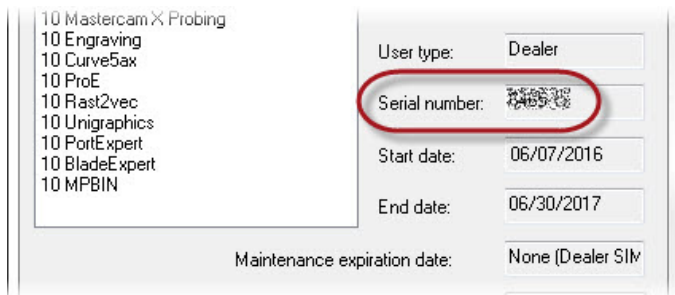 10 Mastercam X Probing
10 Engraving
10 Curve5ax
10 ProE
10 Rast2vec
10 Unigraphics
10 PortExpert
10 BladeExpert
10 MPBIN
User type: Dealer
Serial number:
Start date: 06/07/2016
End date: 06/30/2017
Maintenance expiration date: None (Dealer SIM